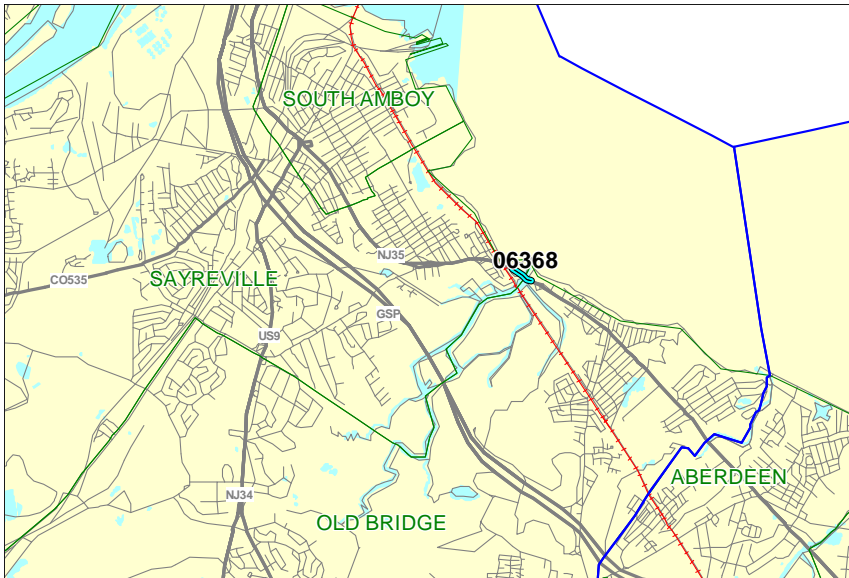 SOUTH AMBOY
NJ35
06368
CO535
SAYREVILLE
GSP
US9
ABERDEEN
NJ34
OLD BRIDGE